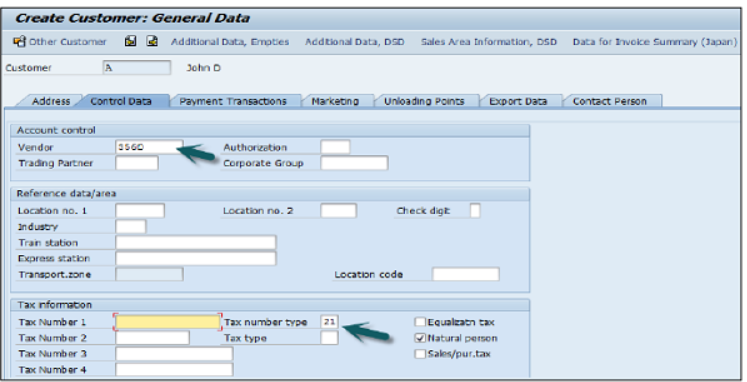 Create Customer: General Data
Other Customer Additional Data, Empties Addtional Data, DSD Sales Area Information, DSD Data for Invoice Summary (Japan)
Customer A John D
Address Control Data Payment Transactions Marketing Unloading Points Export Data Contact Person
Account control
Vendor 3560 Authorization
Trading Partner Corporate Group
Reference data/area
Location no. 1 Location no. 2 Check digit
Industry
Train station
Express station
Transport.zone Location code
Tax information
Tax Number 1 Tax number type 21 Equalizatn tax
Tax Number 2 Tax type Natural person
Tax Number 3 Sales/pur.tax
Tax Number 4